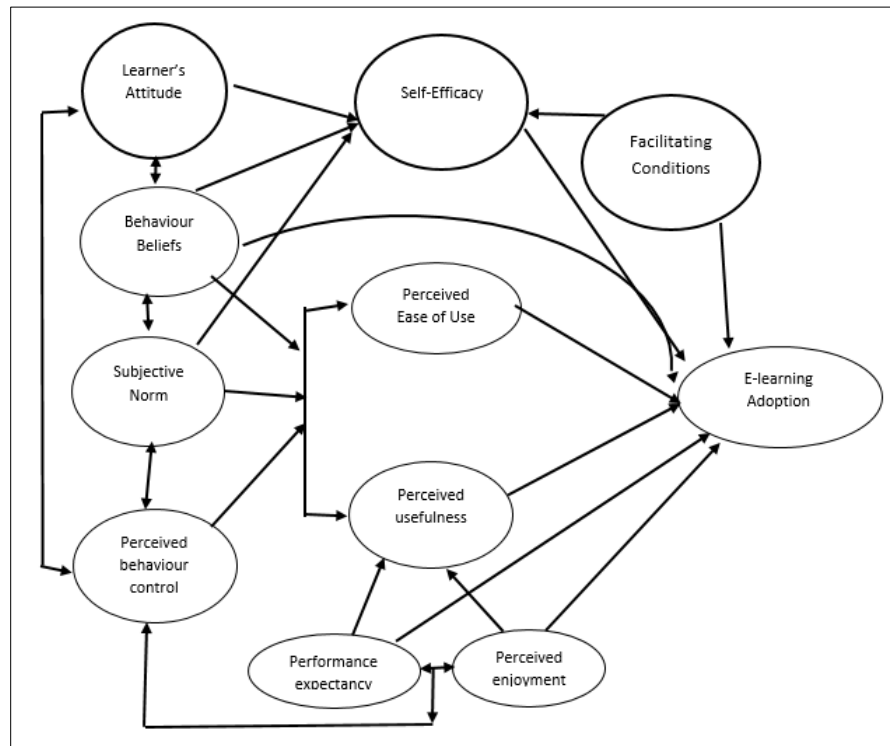 Learner's
Attitude
Self-Efficacy
Facilitating
Conditions
Behaviour
Beliefs
Perceived
Ease of Use
Subjective
Norm
E-learning
Adoption
Perceived
usefulness
Perceived
behaviour
control
Performance
expectancy
Perceived
enjoyment